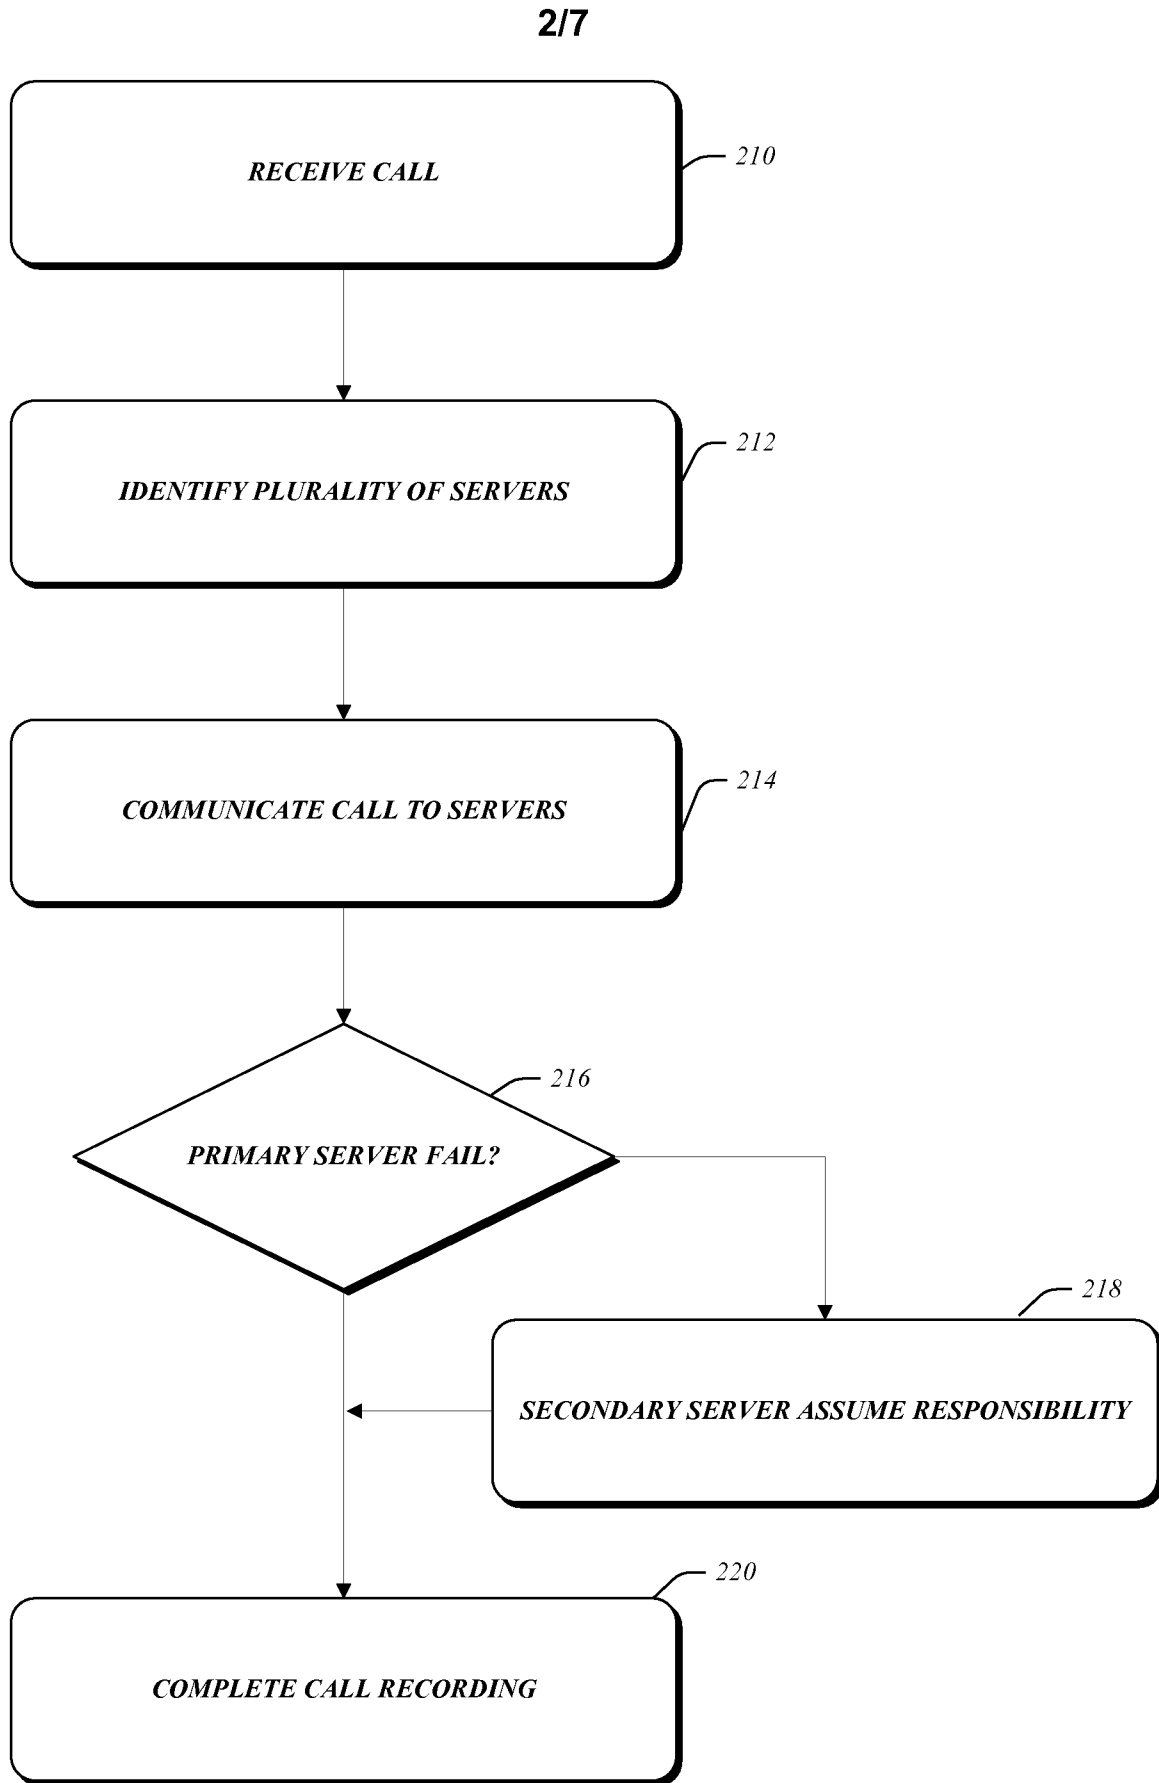 2/7
RECEIVE CALL
210
IDENTIFY PLURALITY OF SERVERS
212
COMMUNICATE CALL TO SERVERS
214
PRIMARY SERVER FAIL?
216
SECONDARY SERVER ASSUME RESPONSIBILITY
218
COMPLETE CALL RECORDING
220